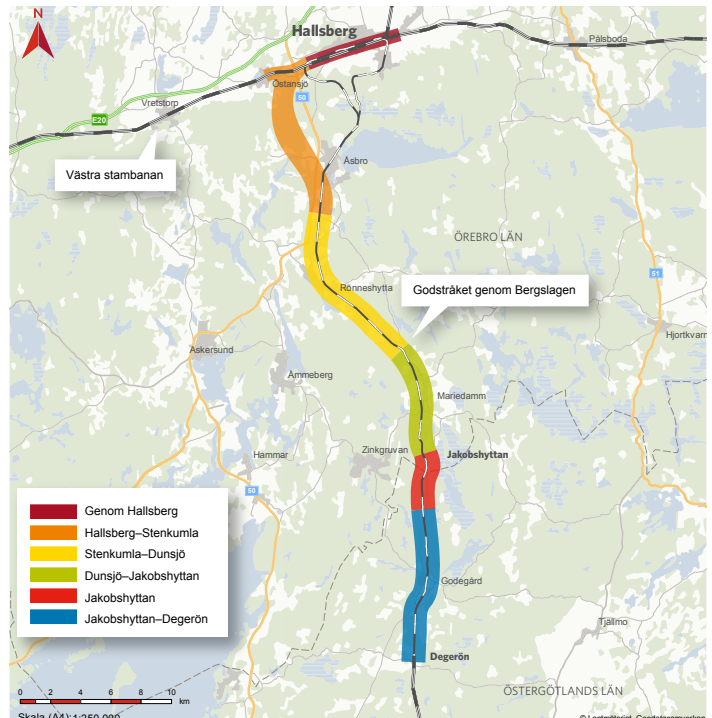 N
Hallsberg
Pålsboda
Östansjö
50
Vretstorp
E20
Åsbro
Västra stambanan
ÖREBRO LÄN
51
Rönneshytta
Godstråket genom Bergslagen
Hjortkvarn
Askersund
Åmmeberg
Mariedamm
Zinkgruvan
Jakobshyttan
Hammar
50
Genom Hallsberg
Hallsberg–Stenkumla
Stenkumla–Dunsjö
Dunsjö–Jakobshyttan
Jakobshyttan
Jakobshyttan–Degerön
Godegård
Tjällmo
Degerön
ÖSTERGÖTLANDS LÄN
0 2 4 6 8 10
km
Skala (A4) 1:250 000
© Lantmäteriet, Geodatasamverkan